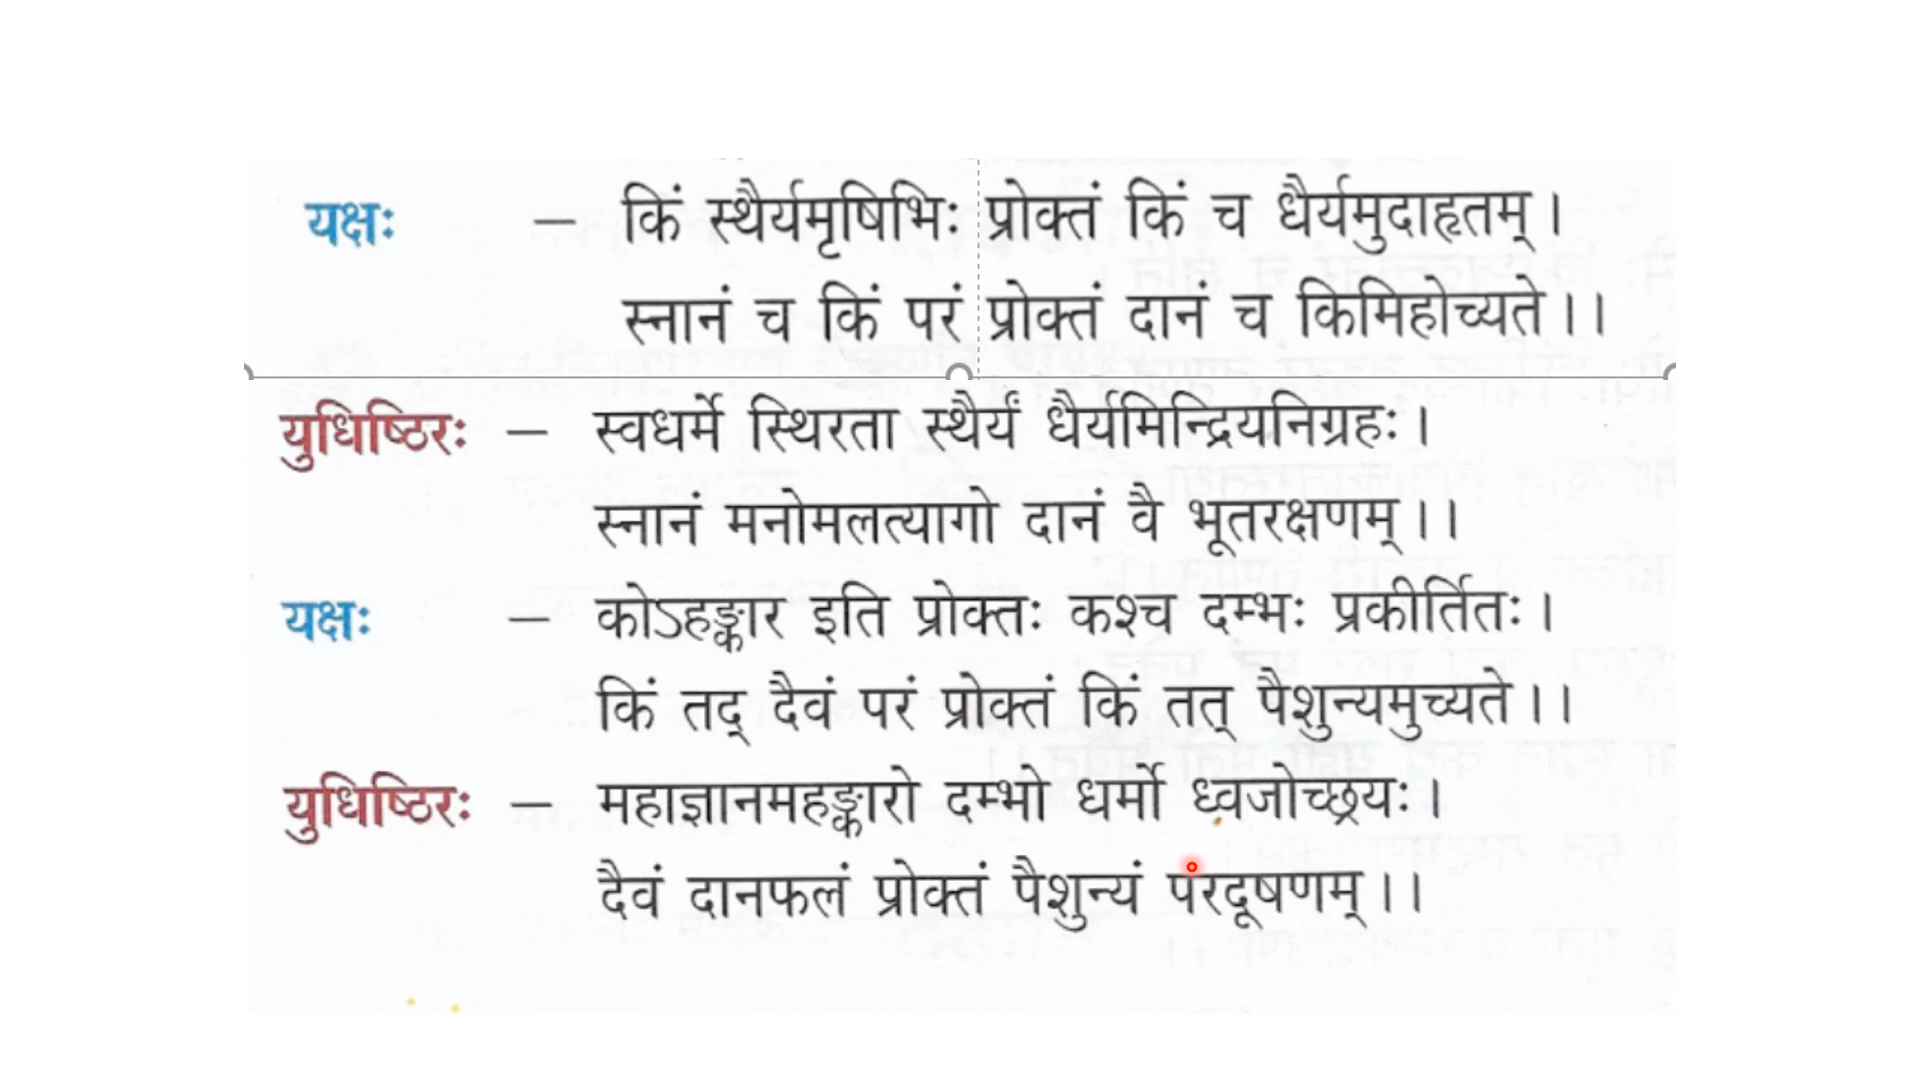 यक्षः – किं स्थैर्यमृषिभिः प्रोक्तं किं च धैर्यमुदाहृतम्।
स्नानं च किं परं प्रोक्तं दानं च किमिहोच्यते।।
युधिष्ठिरः – स्वधर्मे स्थिरता स्थैर्यं धैर्यमिन्द्रियनिग्रहः।
स्नानं मनोमलत्यागो दानं वै भूतरक्षणम्।।
यक्षः – कोऽहङ्कार इति प्रोक्तः कश्च दम्भः प्रकीर्तितः।
किं तद् दैवं परं प्रोक्तं किं तत् पैशुन्यमुच्यते।।
युधिष्ठिरः – महाज्ञानमहङ्कारो दम्भो धर्मो ध्वजोच्छ्रयः।
दैवं दानफलं प्रोक्तं पैशुन्यं परदूषणम्।।